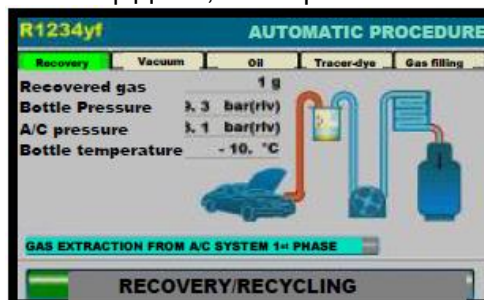 R1234yf AUTOMATIC PROCEDURE
Recovery Vacuum Oil Tracer-dye Gas filling
Recovered gas 1 g
Bottle Pressure 3 bar(rlv)
A/C pressure 1 bar(rlv)
Bottle temperature - 10. °C
GAS EXTRACTION FROM A/C SYSTEM 1st PHASE
RECOVERY/RECYCLING